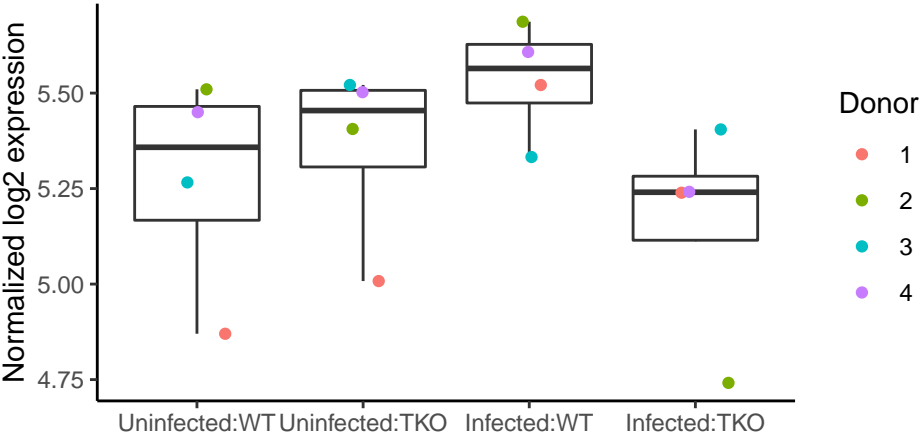 Normalized log2 expression
5.50
5.25
5.00
4.75
Uninfected:WT Uninfected:TKO Infected:WT Infected:TKO
Donor
1
2
3
4